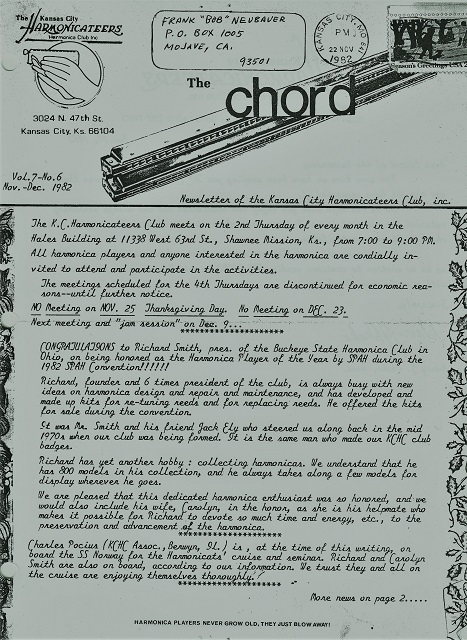 The Kansas City
HARMONICATEERS
Harmonica Club Inc
3024 N. 47th St.
Kansas City, Ks. 66104
FRANK "BOB" NEUBAUER
P.O. BOX 1005
MOJAVE, CA.
93501
KANSAS CITY, MO
PM
22 NOV
1982
Season's Greetings USA
The
chord
Vol.7-No.6
Nov.-Dec. 1982
Newsletter of the Kansas City Harmonicateers Club, inc.
The K.C.Harmonicateers Club meets on the 2nd Thursday of every month in the
Hales Building at 11338 West 63rd St., Shawnee Mission, Ks., from 7:00 to 9:00 PM.
All harmonica players and anyone interested in the harmonica are cordially in-
vited to attend and participate in the activities.
The meetings scheduled for the 4th Thursdays are discontinued for economic rea-
sons--until further notice.
NO Meeting on NOV. 25 Thanksgiving Day. No Meeting on DEC. 23.
Next meeting and "jam session" on Dec. 9...
********************
CONGRATULATIONS to Richard Smith, pres. of the Buckeye State Harmonica Club in
Ohio, on being honored as the Harmonica Player of the Year by SPAH during the
1982 SPAH Convention!!!!!!
Richard, founder and 6 times president of the club, is always busy with new
ideas on harmonica design and repair and maintenance, and has developed and
made up kits for re-tuning reeds and for replacing reeds. He offered the kits
for sale during the convention.
It was Mr. Smith and his friend Jack Ely who steered us along back in the mid
1970s when our club was being formed. It is the same man who made our KCHC club
badges.
Richard has yet another hobby : collecting harmonicas. We understand that he
has 800 models in his collection, and he always takes along a few models for
display wherever he goes.
We are pleased that this dedicated harmonica enthusiast was so honored, and we
would also include his wife, Carolyn, in the honor, as she is his helpmate who
makes it possible for Richard to devote so much time and energy, etc., to the
preservation and advancement of the harmonica.
********************
Charles Pocius (KCHC Assoc., Berwyn, IL.) is, at the time of this writing, on
board the SS Norway for the Harmonicats' cruise and seminar. Richard and Carolyn
Smith are also on board, according to our information. We trust they and all on
the cruise are enjoying themselves thoroughly!
********************
More news on page 2.....
HARMONICA PLAYERS NEVER GROW OLD, THEY JUST BLOW AWAY!